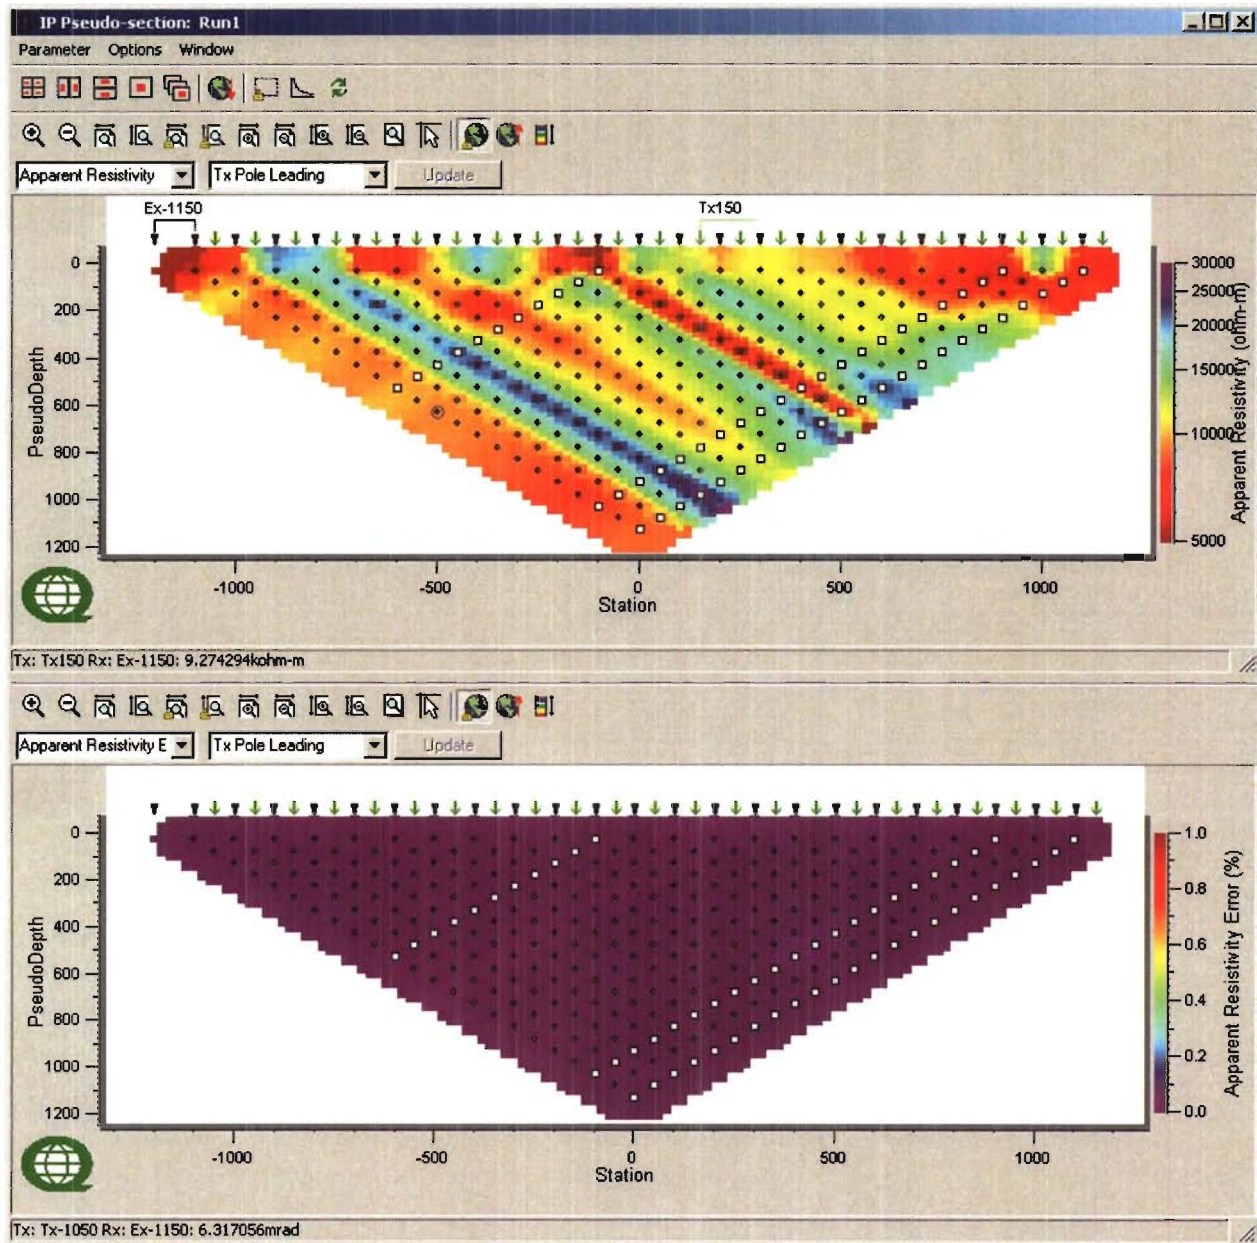 IP Pseudo-section: Run1
Parameter Options Window
Apparent Resistivity Tx Pole Leading Update
Ex-1150 Tx150
PseudoDepth
0
200
400
600
800
1000
1200
-1000 -500 0 500 1000
Station
30000
25000
20000
15000
10000
5000
Apparent Resistivity (ohm-m)
Tx: Tx150 Rx: Ex-1150: 9.274294kohm-m
Apparent Resistivity E Tx Pole Leading Update
PseudoDepth
0
200
400
600
800
1000
1200
-1000 -500 0 500 1000
Station
1.0
0.8
0.6
0.4
0.2
0.0
Apparent Resistivity Error (%)
Tx: Tx-1050 Rx: Ex-1150: 6.317056mrad